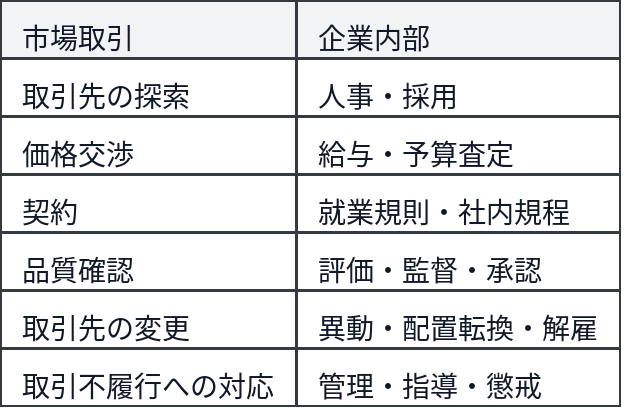 市場取引 企業内部
取引先の探索 人事・採用
価格交渉 給与・予算査定
契約 就業規則・社内規程
品質確認 評価・監督・承認
取引先の変更 異動・配置転換・解雇
取引不履行への対応 管理・指導・懲戒